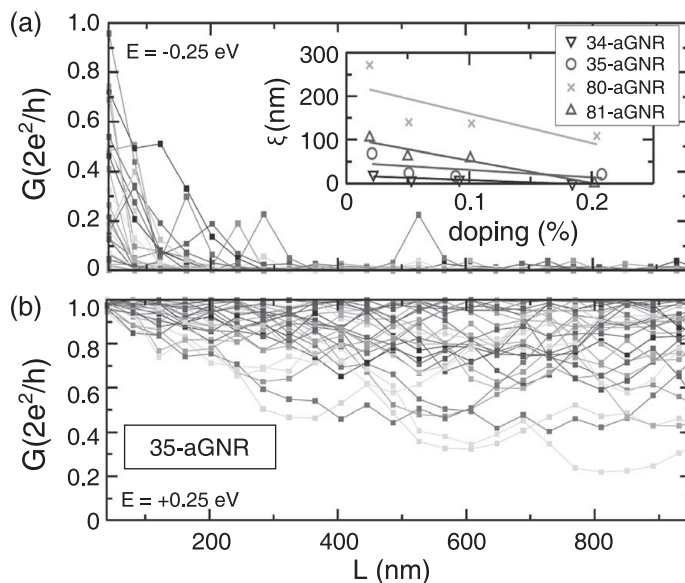 (a)
1.0
0.8
0.6
0.4
0.2
0
G(2e²/h)
E = -0.25 eV
300
200
100
0
ξ(nm)
0
0.1
0.2
doping (%)
34-aGNR
35-aGNR
80-aGNR
81-aGNR
(b)
1.0
0.8
0.6
0.4
0.2
0
G(2e²/h)
35-aGNR
E = +0.25 eV
200
400
600
800
L (nm)